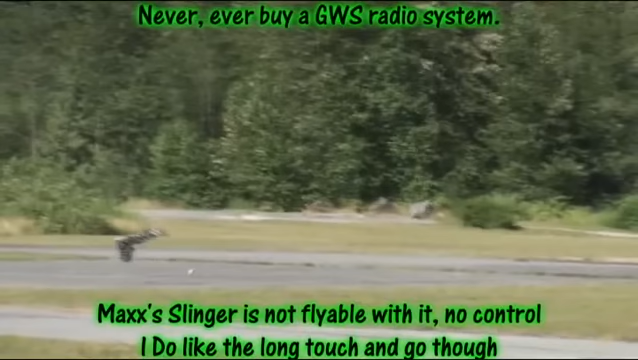 Never, ever buy a GWS radio system.
Maxx's Slinger is not flyable with it, no control
I Do like the long touch and go though